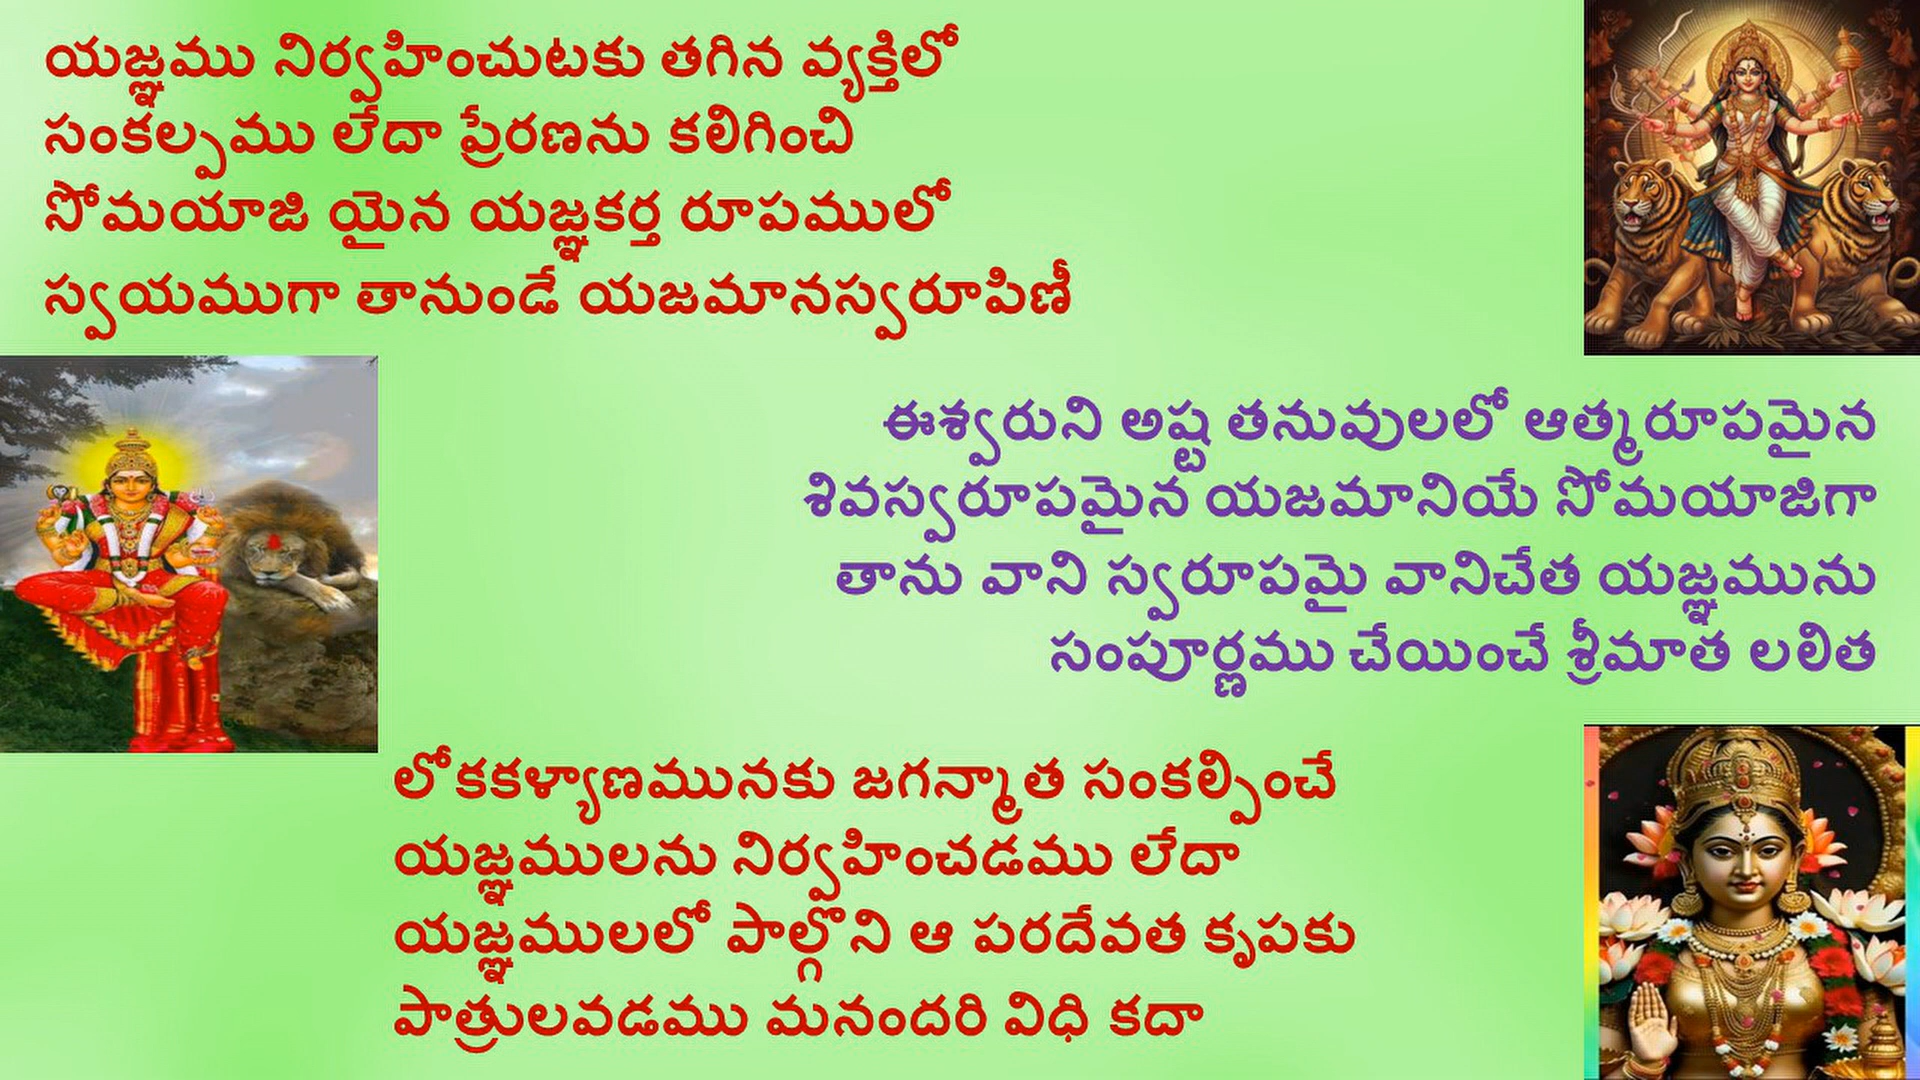 యజ్ఞము నిర్వహించుటకు తగిన వ్యక్తిలో
సంకల్పము లేదా ప్రేరణను కలిగించి
సోమయాజి యైన యజ్ఞకర్త రూపములో
స్వయముగా తానుండే యజమానస్వరూపిణీ
ఈశ్వరుని అష్ట తనువులలో ఆత్మరూపమైన
శివస్వరూపమైన యజమానియే సోమయాజిగా
తాను వాని స్వరూపమై వానిచేత యజ్ఞమును
సంపూర్ణము చేయించే శ్రీమాత లలిత
లోకకళ్యాణమునకు జగన్మాత సంకల్పించే
యజ్ఞములను నిర్వహించడము లేదా
యజ్ఞములలో పాల్గొని ఆ పరదేవత కృపకు
పాత్రులవడము మనందరి విధి కదా